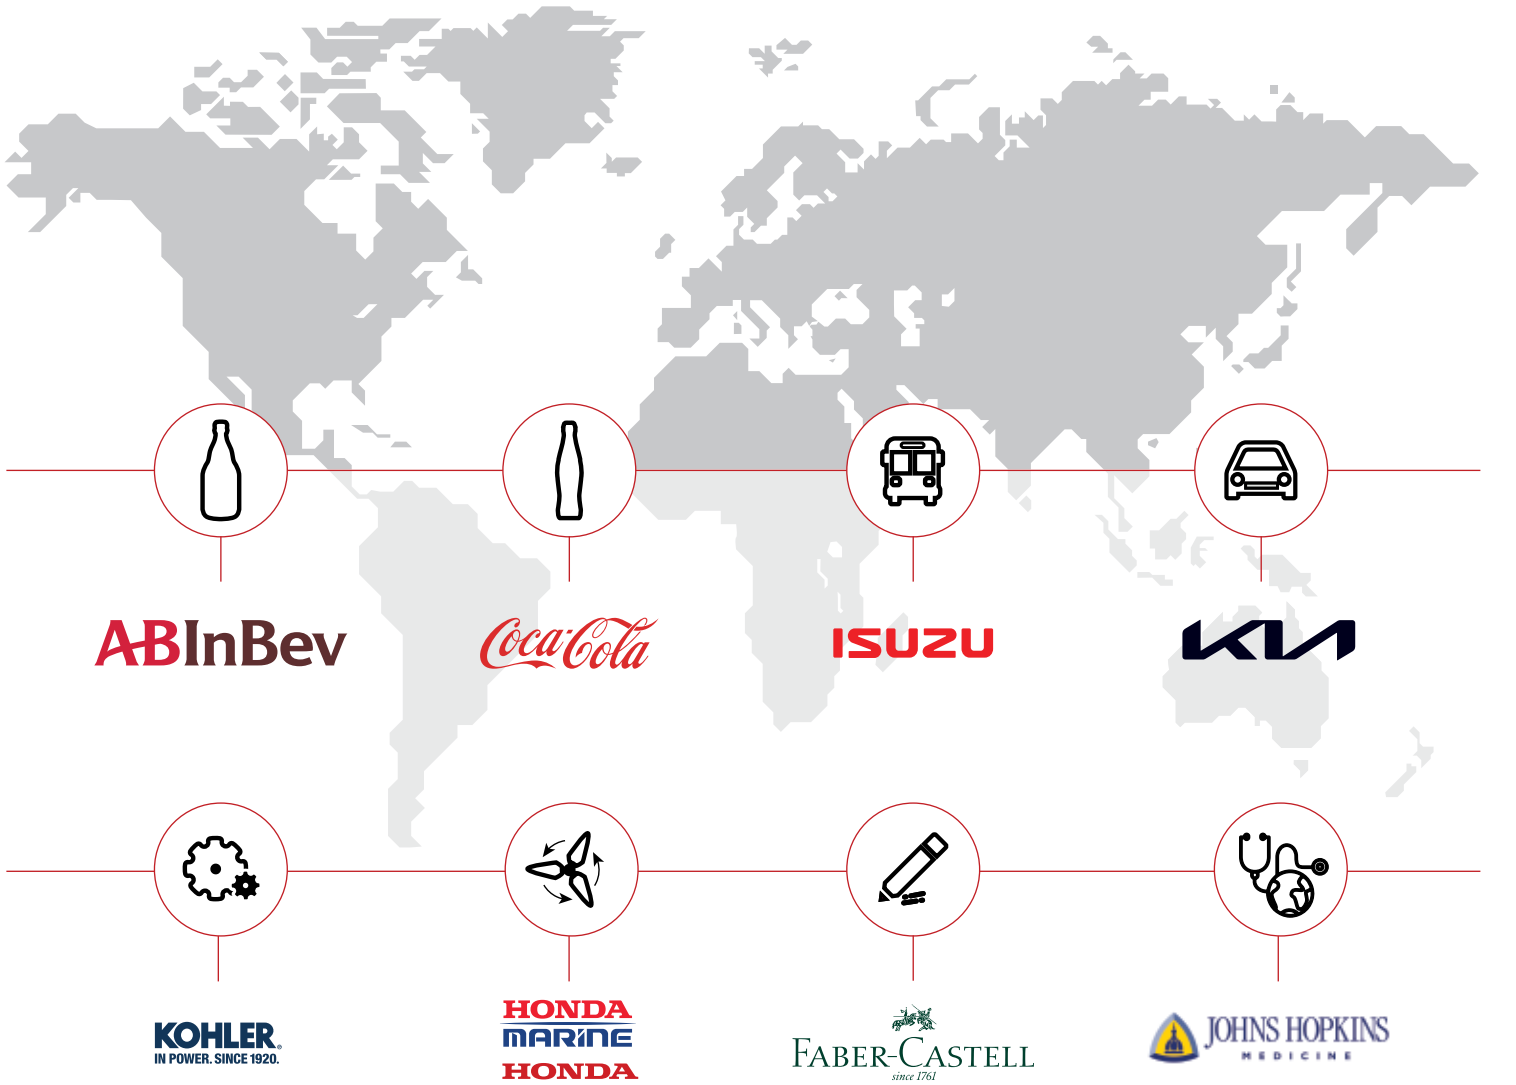 ABInBev
Coca-Cola
ISUZU
KIA
KOHLER®
IN POWER. SINCE 1920.
HONDA
MARINE
HONDA
FABER-CASTELL
since 1761
JOHNS HOPKINS
MEDICINE